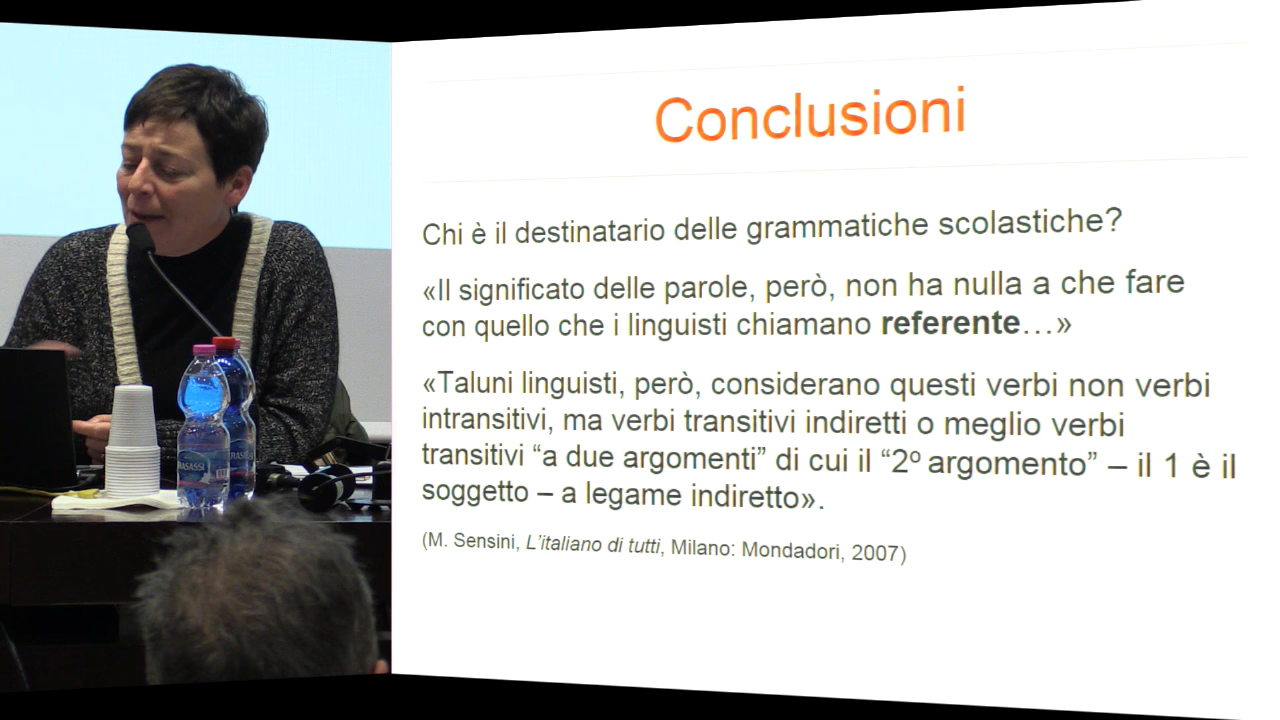 Conclusioni
Chi è il destinatario delle grammatiche scolastiche?
«Il significato delle parole, però, non ha nulla a che fare
con quello che i linguisti chiamano referente…»
«Taluni linguisti, però, considerano questi verbi non verbi
intransitivi, ma verbi transitivi indiretti o meglio verbi
transitivi “a due argomenti” di cui il “2º argomento” – il 1 è il
soggetto – a legame indiretto».
(M. Sensini, L’italiano di tutti, Milano: Mondadori, 2007)